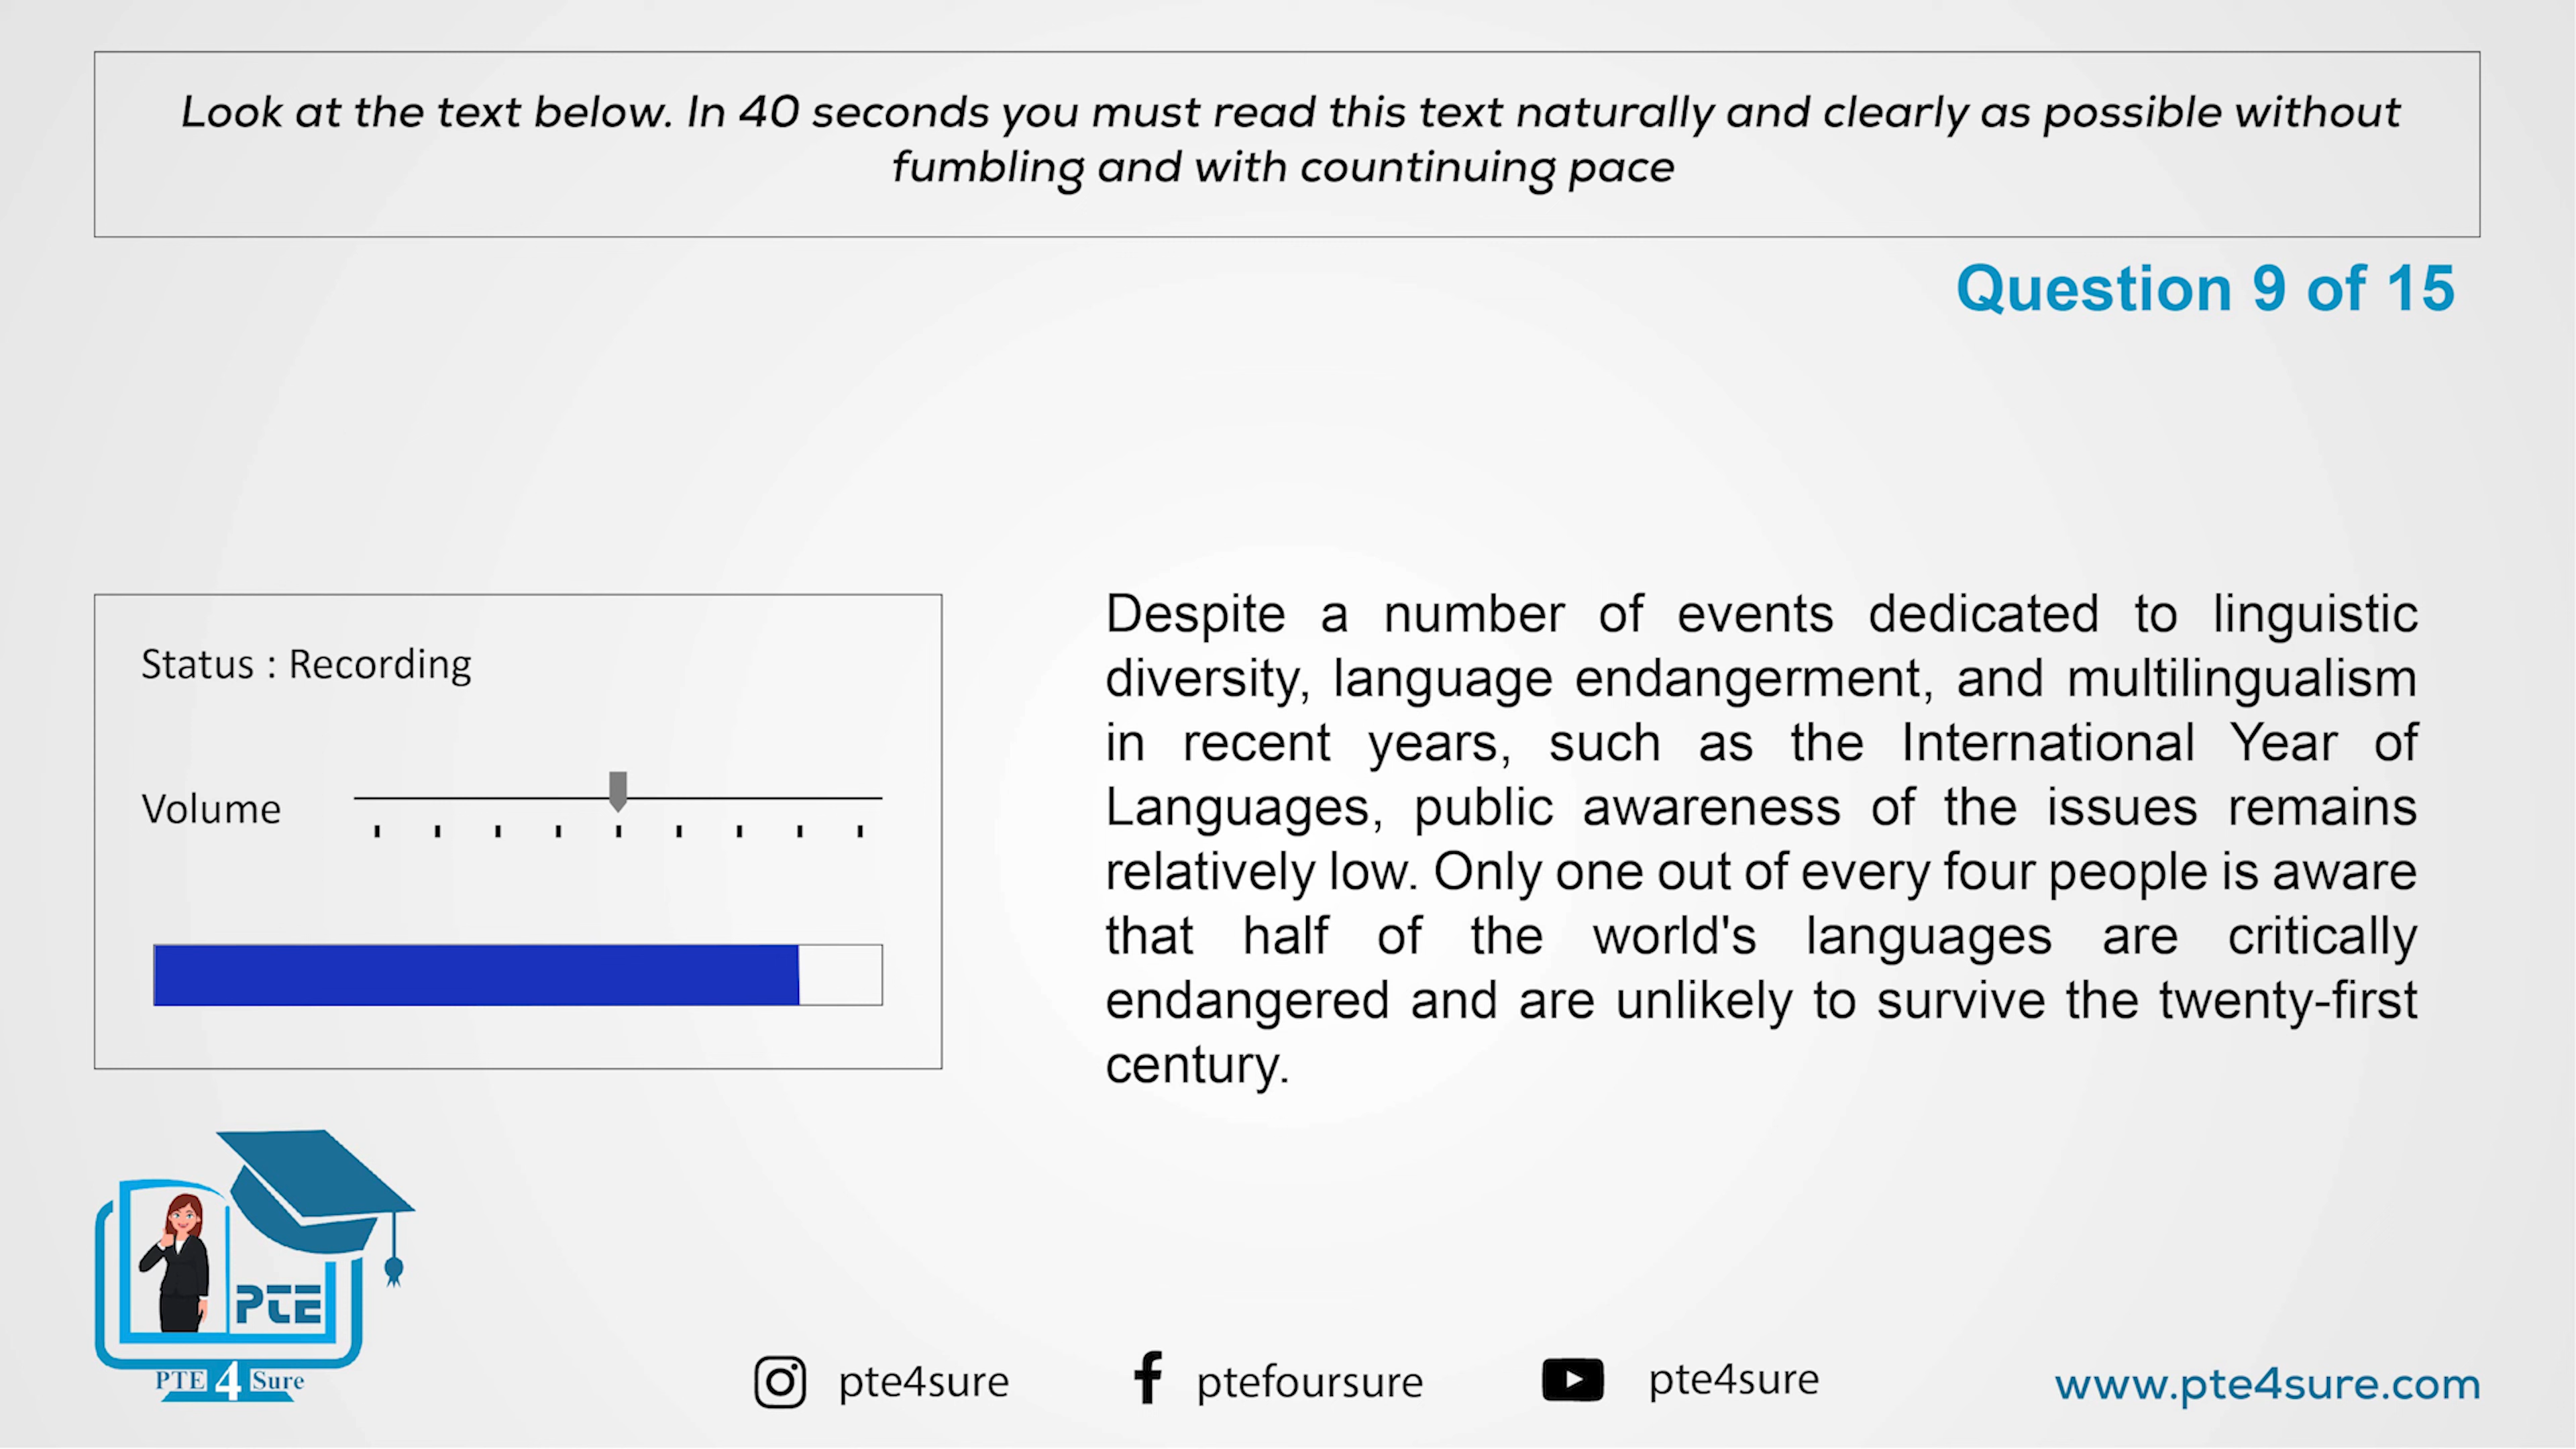 Look at the text below. In 40 seconds you must read this text naturally and clearly as possible without
fumbling and with countinuing pace
Question 9 of 15
Status : Recording
Volume
Despite a number of events dedicated to linguistic
diversity, language endangerment, and multilingualism
in recent years, such as the International Year of
Languages, public awareness of the issues remains
relatively low. Only one out of every four people is aware
that half of the world's languages are critically
endangered and are unlikely to survive the twenty-first
century.
PTE
PTE 4 Sure
pte4sure
ptefoursure
pte4sure
www.pte4sure.com